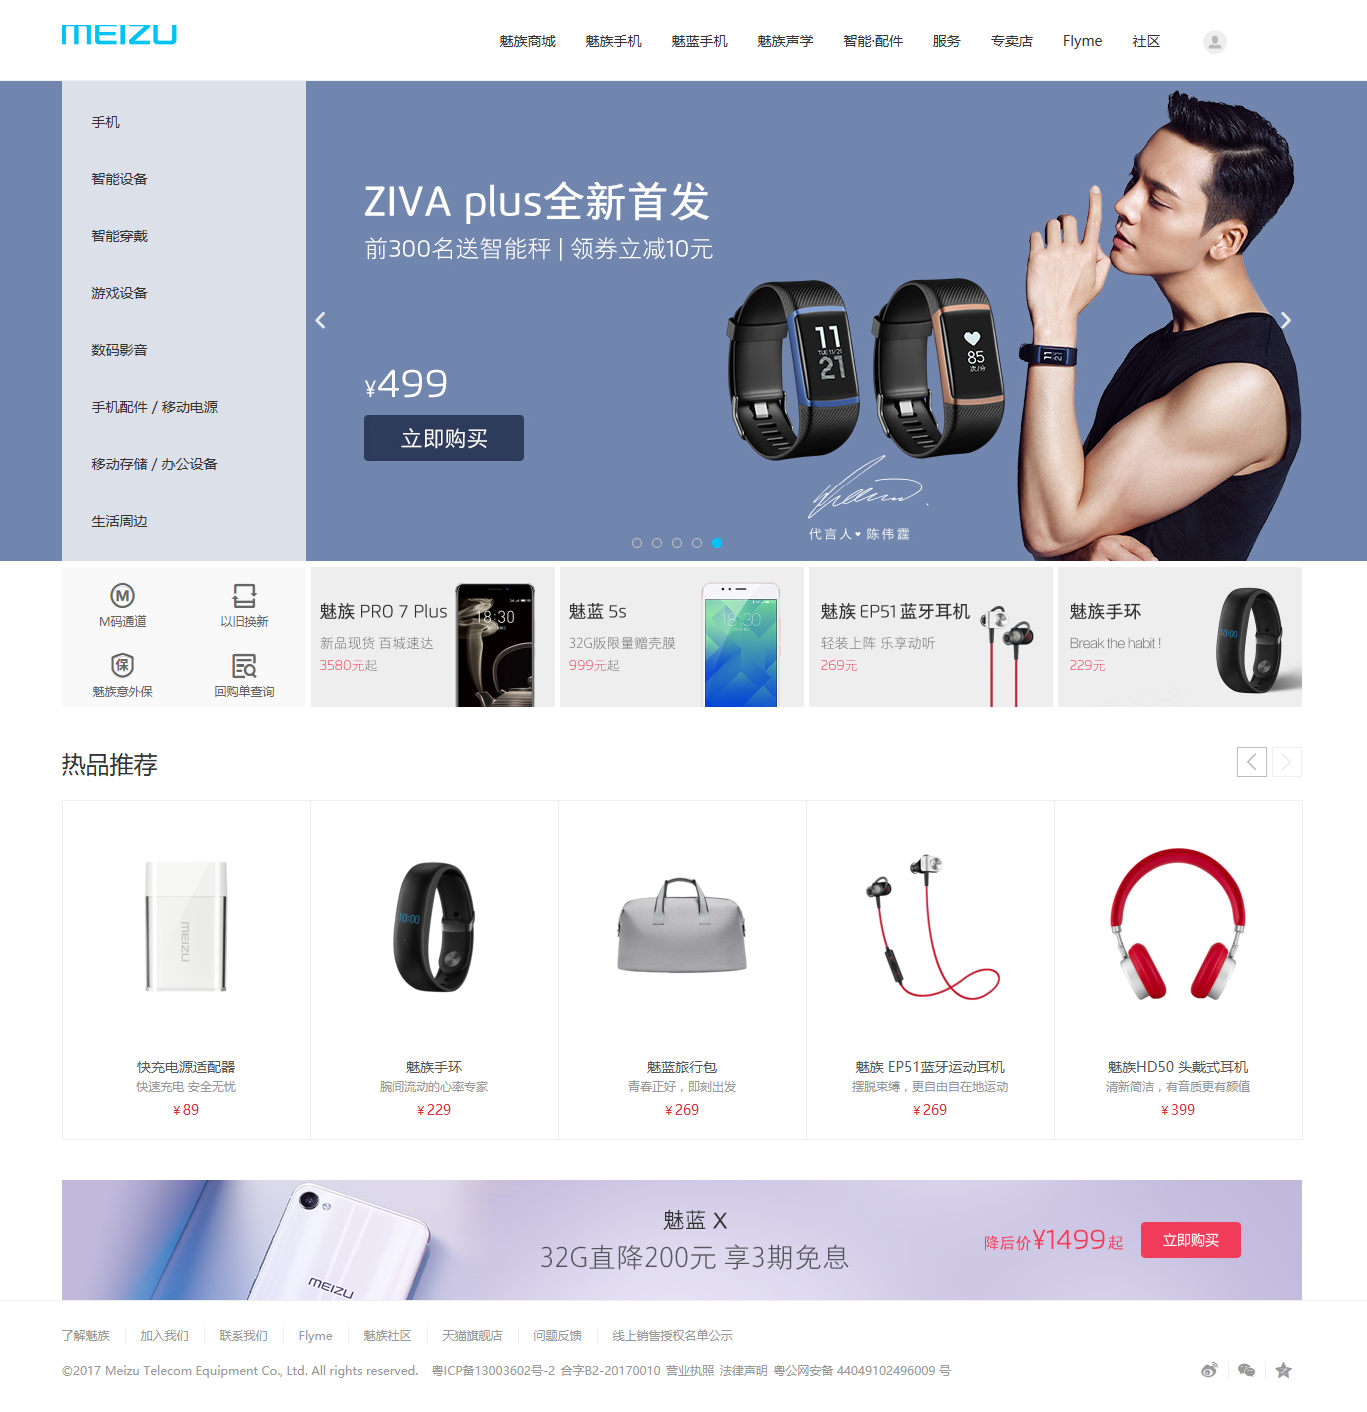 MEIZU
魅族商城 魅族手机 魅蓝手机 魅族声学 智能·配件 服务 专卖店 Flyme 社区
手机
智能设备
智能穿戴
游戏设备
数码影音
手机配件 / 移动电源
移动存储 / 办公设备
生活周边
ZIVA plus全新首发
前300名送智能秤 | 领券立减10元
¥499
立即购买
11
21
TUE 11/21
11
21
85
次/分
11
21
代言人♥陈伟霆
M码通道
以旧换新
保
魅族意外保
回购单查询
魅族 PRO 7 Plus
新品现货 百城速达
3580元起
18:30
魅蓝 5s
32G版限量赠壳膜
999元起
18:30
魅族 EP51 蓝牙耳机
轻装上阵 乐享动听
269元
魅族手环
Break the habit !
229元
10:00
热品推荐
MEIZU
快充电源适配器
快速充电 安全无忧
¥ 89
10:00
魅族手环
腕间流动的心率专家
¥ 229
魅蓝旅行包
青春正好，即刻出发
¥ 269
魅族 EP51蓝牙运动耳机
摆脱束缚，更自由自在地运动
¥ 269
魅族HD50 头戴式耳机
清新简洁，有音质更有颜值
¥ 399
MEIZU
魅蓝 X
32G直降200元 享3期免息
降后价¥1499起
立即购买
了解魅族 加入我们 联系我们 Flyme 魅族社区 天猫旗舰店 问题反馈 线上销售授权名单公示
©2017 Meizu Telecom Equipment Co., Ltd. All rights reserved. 粤ICP备13003602号-2 合字B2-20170010 营业执照 法律声明 粤公网安备 44049102496009 号